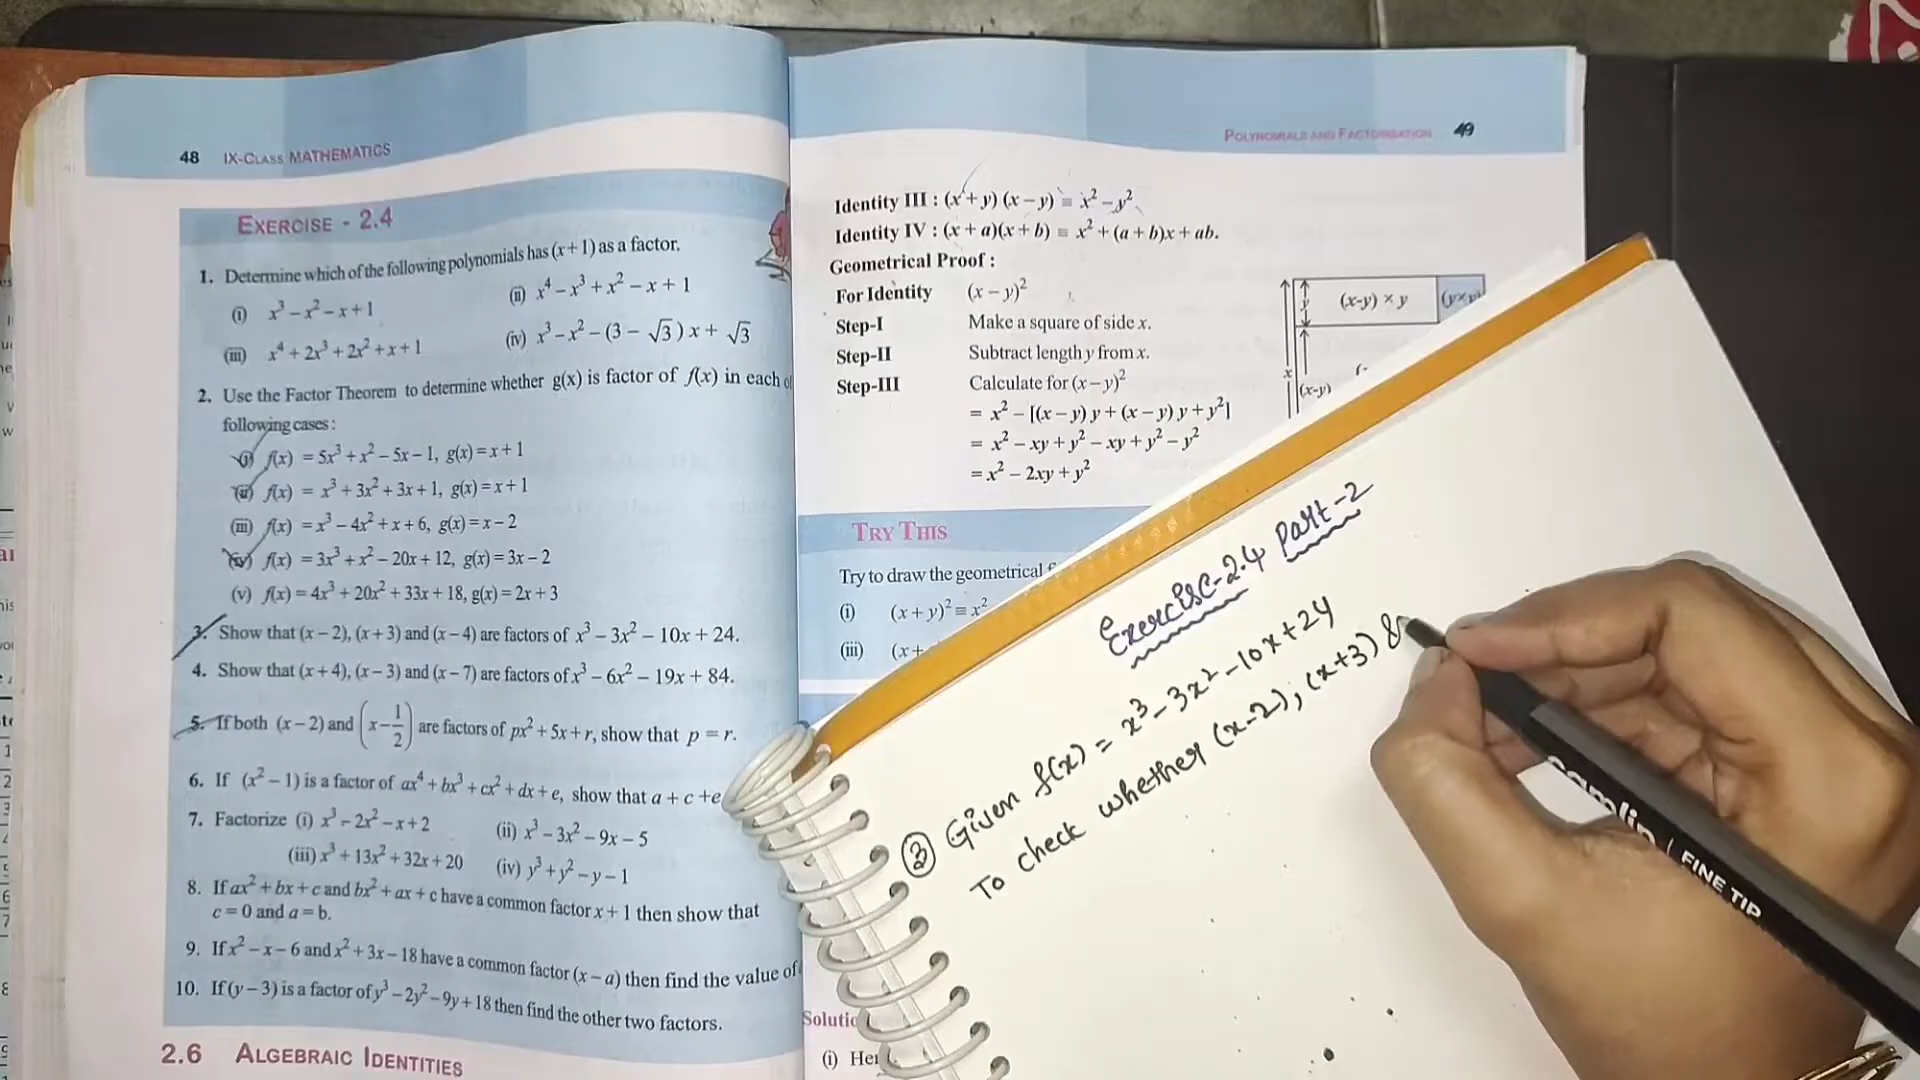 48 IX-CLASS MATHEMATICS
EXERCISE - 2.4
1. Determine which of the following polynomials has (x + 1) as a factor.
(i) x³ − x² − x + 1 (ii) x⁴ − x³ + x² − x + 1
(iii) x⁴ + 2x³ + 2x² + x + 1 (iv) x³ − x² − (3 − √3) x + √3
2. Use the Factor Theorem to determine whether g(x) is factor of f(x) in each of
following cases :
(i) f(x) = 5x³ + x² − 5x − 1, g(x) = x + 1
(ii) f(x) = x³ + 3x² + 3x + 1, g(x) = x + 1
(iii) f(x) = x³ − 4x² + x + 6, g(x) = x − 2
(iv) f(x) = 3x³ + x² − 20x + 12, g(x) = 3x − 2
(v) f(x) = 4x³ + 20x² + 33x + 18, g(x) = 2x + 3
3. Show that (x − 2), (x + 3) and (x − 4) are factors of x³ − 3x² − 10x + 24.
4. Show that (x + 4), (x − 3) and (x − 7) are factors of x³ − 6x² − 19x + 84.
5. If both (x − 2) and (x − 1/2) are factors of px² + 5x + r, show that p = r.
6. If (x² − 1) is a factor of ax⁴ + bx³ + cx² + dx + e, show that a + c + e
7. Factorize (i) x³ − 2x² − x + 2 (ii) x³ − 3x² − 9x − 5
(iii) x³ + 13x² + 32x + 20 (iv) y³ + y² − y − 1
8. If ax² + bx + c and bx² + ax + c have a common factor x + 1 then show that
c = 0 and a = b.
9. If x² − x − 6 and x² + 3x − 18 have a common factor (x − a) then find the value of
10. If (y − 3) is a factor of y³ − 2y² − 9y + 18 then find the other two factors.
2.6 ALGEBRAIC IDENTITIES
POLYNOMIALS AND FACTORISATION 49
Identity III : (x + y) (x − y) ≡ x² − y²
Identity IV : (x + a)(x + b) ≡ x² + (a + b)x + ab.
Geometrical Proof :
For Identity (x − y)²
Step-I Make a square of side x.
Step-II Subtract length y from x.
Step-III Calculate for (x − y)²
= x² − [(x − y) y + (x − y) y + y²]
= x² − xy + y² − xy + y² − y²
= x² − 2xy + y²
y (x-y) × y (y×y)
x (x-y)
TRY THIS
Try to draw the geometrical
(i) (x + y)² ≡ x²
(iii) (x +
(i)
Exercise-2.4 Part-2
③ Given f(x) = x³ − 3x² − 10x + 24
To check whether (x-2), (x+3) &
camlin | FINE TIP